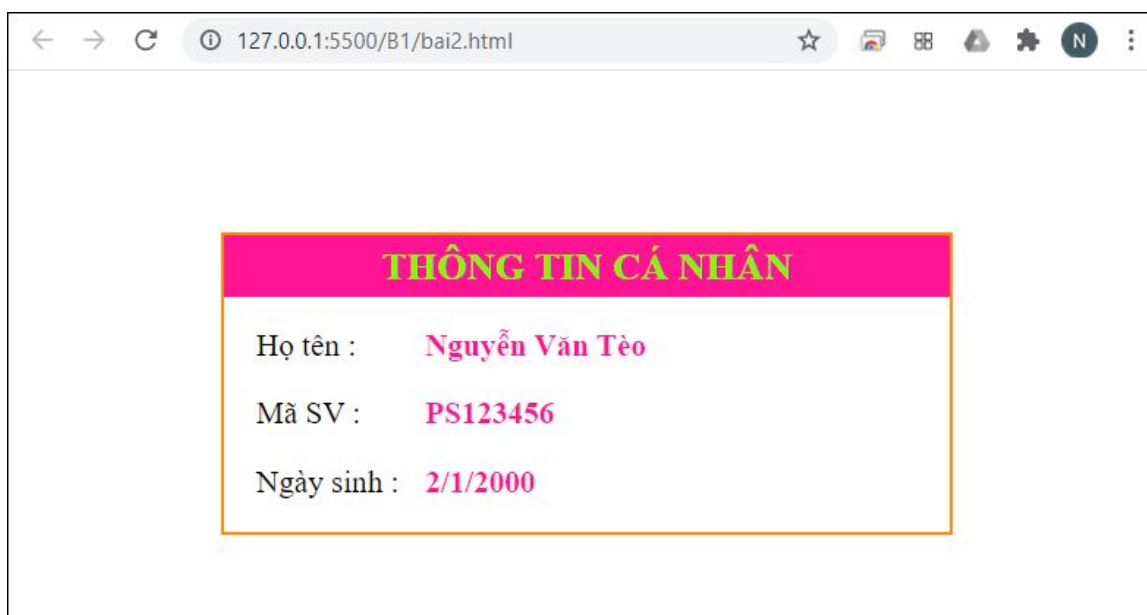 127.0.0.1:5500/B1/bai2.html
N
THÔNG TIN CÁ NHÂN
Họ tên : Nguyễn Văn Tèo
Mã SV : PS123456
Ngày sinh : 2/1/2000